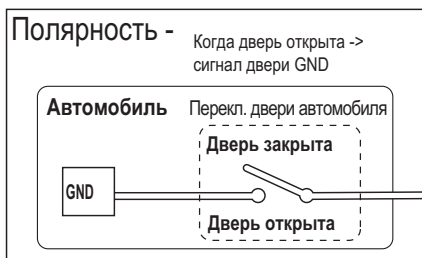 Полярность -
Когда дверь открыта ->
сигнал двери GND
Автомобиль
Перекл. двери автомобиля
Дверь закрыта
GND
Дверь открыта